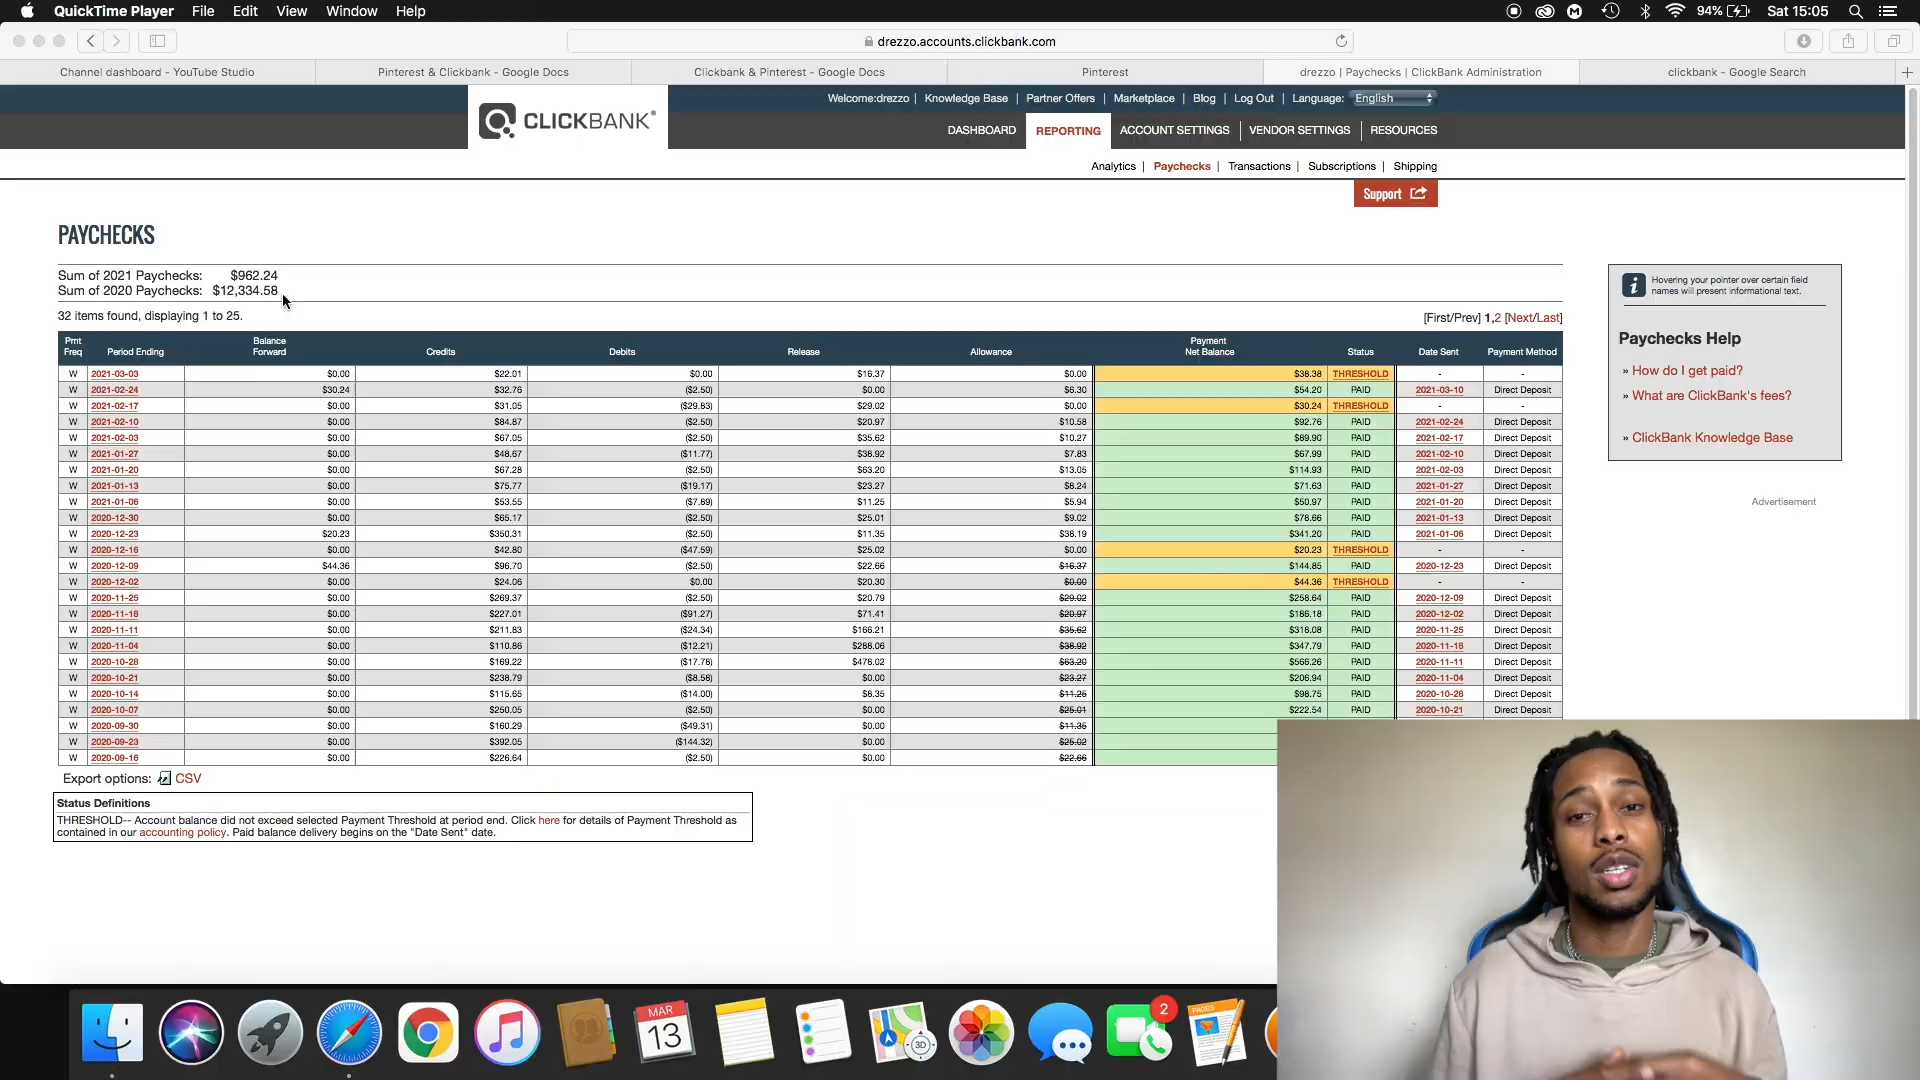 QuickTime Player File Edit View Window Help 94% Sat 15:05
drezzo.accounts.clickbank.com
Channel dashboard - YouTube Studio Pinterest & Clickbank - Google Docs Clickbank & Pinterest - Google Docs Pinterest drezzo | Paychecks | ClickBank Administration clickbank - Google Search
Welcome:drezzo | Knowledge Base | Partner Offers | Marketplace | Blog | Log Out | Language: English
CLICKBANK®
DASHBOARD REPORTING ACCOUNT SETTINGS | VENDOR SETTINGS | RESOURCES
Analytics | Paychecks | Transactions | Subscriptions | Shipping
Support
PAYCHECKS
Sum of 2021 Paychecks: $962.24
Sum of 2020 Paychecks: $12,334.58
32 items found, displaying 1 to 25.
[First/Prev] 1,2 [Next/Last]
Pmt Freq Period Ending Balance Forward Credits Debits Release Allowance Payment Net Balance Status Date Sent Payment Method
W 2021-03-03 $0.00 $22.01 $0.00 $16.37 $0.00 $38.38 THRESHOLD - -
W 2021-02-24 $30.24 $32.76 ($2.50) $0.00 $6.30 $54.20 PAID 2021-03-10 Direct Deposit
W 2021-02-17 $0.00 $31.05 ($29.83) $29.02 $0.00 $30.24 THRESHOLD - -
W 2021-02-10 $0.00 $84.87 ($2.50) $20.97 $10.58 $92.76 PAID 2021-02-24 Direct Deposit
W 2021-02-03 $0.00 $67.05 ($2.50) $35.62 $10.27 $89.90 PAID 2021-02-17 Direct Deposit
W 2021-01-27 $0.00 $48.67 ($11.77) $38.92 $7.83 $67.99 PAID 2021-02-10 Direct Deposit
W 2021-01-20 $0.00 $67.28 ($2.50) $63.20 $13.05 $114.93 PAID 2021-02-03 Direct Deposit
W 2021-01-13 $0.00 $75.77 ($19.17) $23.27 $8.24 $71.63 PAID 2021-01-27 Direct Deposit
W 2021-01-06 $0.00 $53.55 ($7.89) $11.25 $5.94 $50.97 PAID 2021-01-20 Direct Deposit
W 2020-12-30 $0.00 $65.17 ($2.50) $25.01 $9.02 $78.66 PAID 2021-01-13 Direct Deposit
W 2020-12-23 $20.23 $350.31 ($2.50) $11.35 $38.19 $341.20 PAID 2021-01-06 Direct Deposit
W 2020-12-16 $0.00 $42.80 ($47.59) $25.02 $0.00 $20.23 THRESHOLD - -
W 2020-12-09 $44.36 $96.70 ($2.50) $22.66 $16.37 $144.85 PAID 2020-12-23 Direct Deposit
W 2020-12-02 $0.00 $24.06 $0.00 $20.30 $0.00 $44.36 THRESHOLD - -
W 2020-11-25 $0.00 $269.37 ($2.50) $20.79 $29.02 $258.64 PAID 2020-12-09 Direct Deposit
W 2020-11-18 $0.00 $227.01 ($91.27) $71.41 $20.97 $186.18 PAID 2020-12-02 Direct Deposit
W 2020-11-11 $0.00 $211.83 ($24.34) $166.21 $35.62 $318.08 PAID 2020-11-25 Direct Deposit
W 2020-11-04 $0.00 $110.86 ($12.21) $288.06 $38.92 $347.79 PAID 2020-11-18 Direct Deposit
W 2020-10-28 $0.00 $169.22 ($17.78) $478.02 $63.20 $566.26 PAID 2020-11-11 Direct Deposit
W 2020-10-21 $0.00 $238.79 ($8.58) $0.00 $23.27 $206.94 PAID 2020-11-04 Direct Deposit
W 2020-10-14 $0.00 $115.65 ($14.00) $8.35 $11.25 $98.75 PAID 2020-10-28 Direct Deposit
W 2020-10-07 $0.00 $250.05 ($2.50) $0.00 $25.01 $222.54 PAID 2020-10-21 Direct Deposit
W 2020-09-30 $0.00 $160.29 ($49.31) $0.00 $11.35
W 2020-09-23 $0.00 $392.05 ($144.32) $0.00 $25.02
W 2020-09-16 $0.00 $226.64 ($2.50) $0.00 $22.66
Export options: CSV
Status Definitions
THRESHOLD-- Account balance did not exceed selected Payment Threshold at period end. Click here for details of Payment Threshold as
contained in our accounting policy. Paid balance delivery begins on the "Date Sent" date.
Hovering your pointer over certain field
names will present informational text.
Paychecks Help
» How do I get paid?
» What are ClickBank's fees?
» ClickBank Knowledge Base
Advertisement
MAR
13
3D
2
PAGES